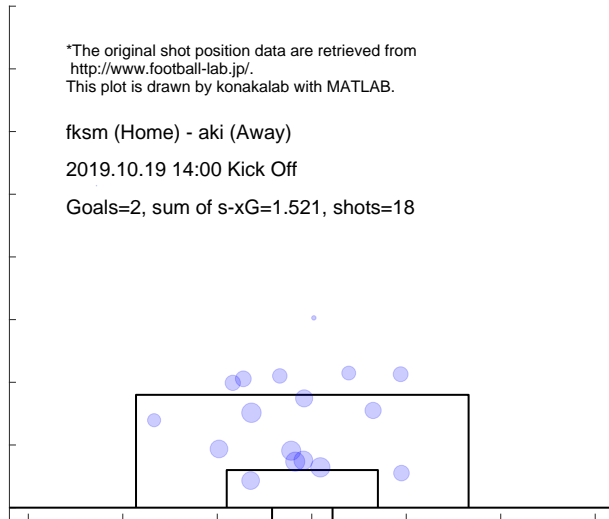 *The original shot position data are retrieved from
http://www.football-lab.jp/.
This plot is drawn by konakalab with MATLAB.
fksm (Home) - aki (Away)
2019.10.19 14:00 Kick Off
Goals=2, sum of s-xG=1.521, shots=18